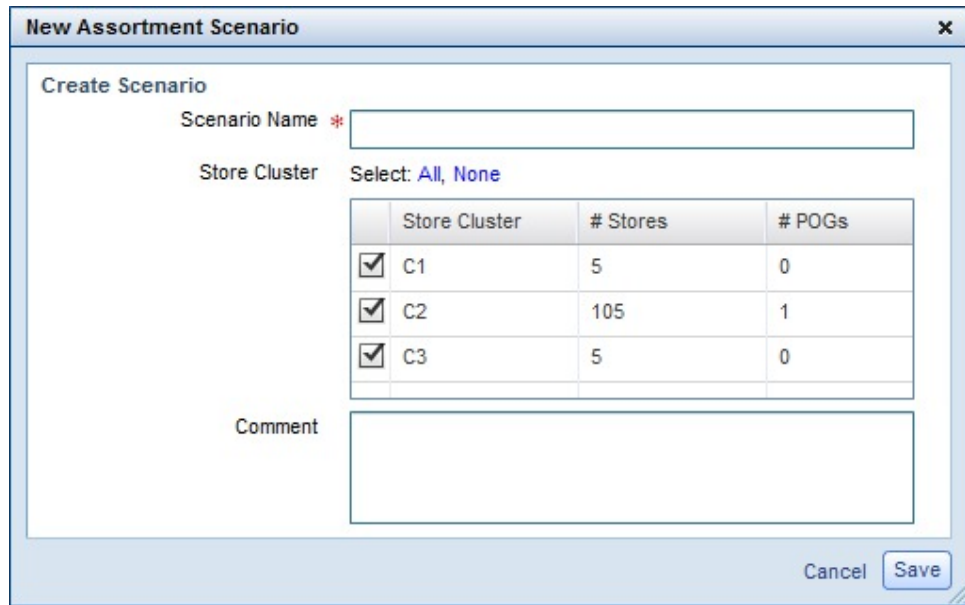 New Assortment Scenario
Create Scenario
Scenario Name *
Store Cluster Select: All, None
Store Cluster # Stores # POGs
C1 5 0
C2 105 1
C3 5 0
Comment
Cancel Save